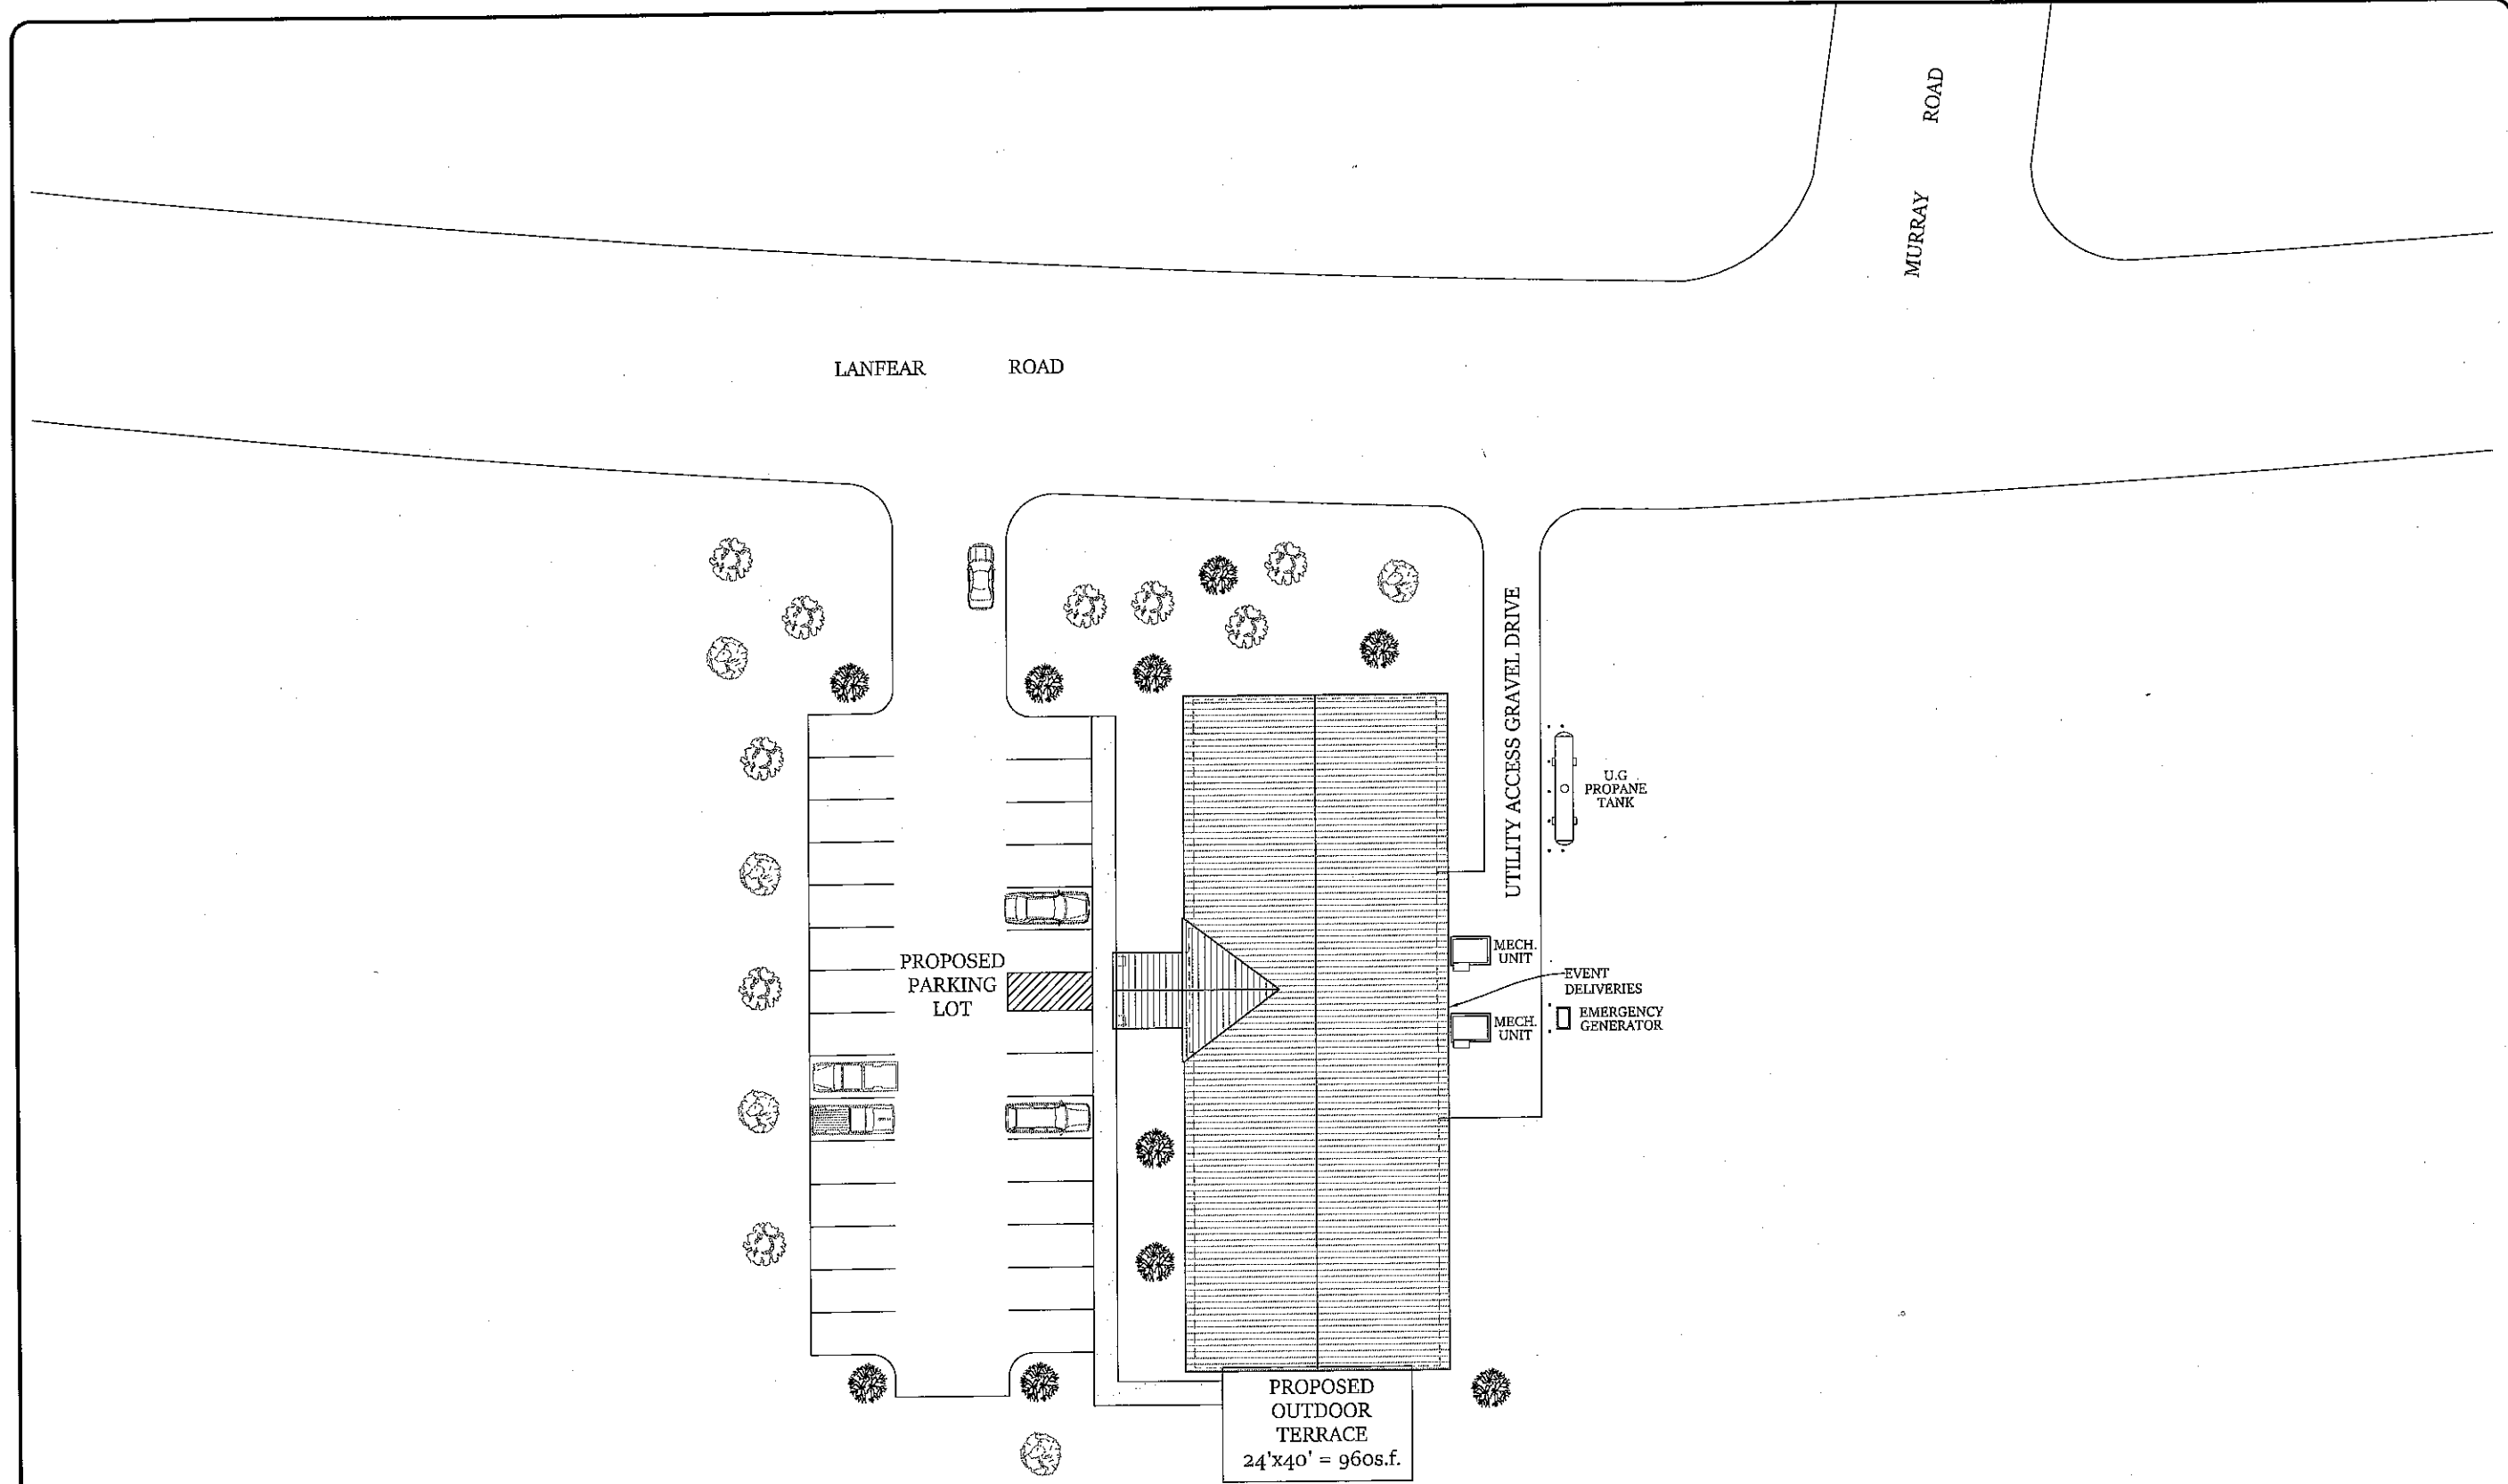 MURRAY ROAD
LANFEAR ROAD
UTILITY ACCESS GRAVEL DRIVE
U.G
PROPANE
TANK
PROPOSED
PARKING
LOT
MECH.
UNIT
EVENT
DELIVERIES
MECH.
UNIT
EMERGENCY
GENERATOR
PROPOSED
OUTDOOR
TERRACE
24'x40' = 960s.f.